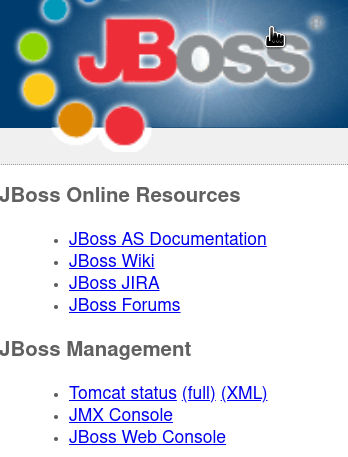 JBoss
JBoss Online Resources
JBoss AS Documentation
JBoss Wiki
JBoss JIRA
JBoss Forums
JBoss Management
Tomcat status (full) (XML)
JMX Console
JBoss Web Console